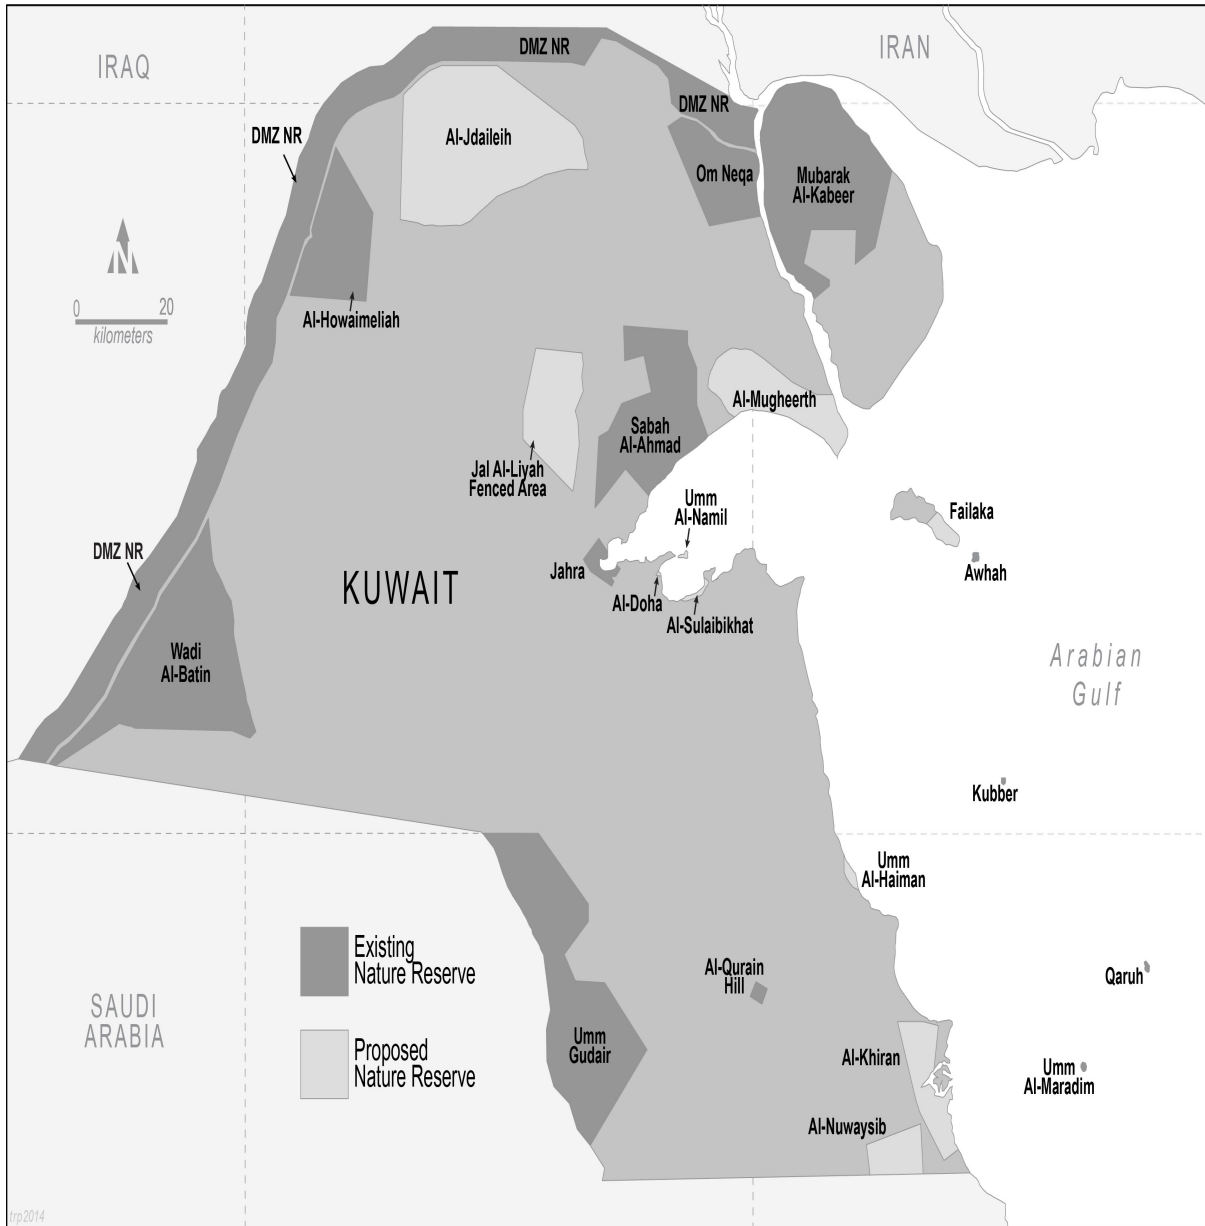 DMZ NR
IRAN
IRAQ
DMZ NR
DMZ NR
Al-Jdaileih
Om Neqa
Mubarak
Al-Kabeer
N
0 20
kilometers
Al-Howaimeliah
Al-Mugheerth
Sabah
Al-Ahmad
Jal Al-Liyah
Fenced Area
Umm
Al-Namil
Failaka
DMZ NR
Jahra
Awhah
KUWAIT
Al-Doha
Al-Sulaibikhat
Wadi
Al-Batin
Arabian
Gulf
Kubber
Umm
Al-Haiman
Existing
Nature Reserve
Al-Qurain
Hill
Qaruh
SAUDI
ARABIA
Umm
Gudair
Proposed
Nature Reserve
Al-Khiran
Umm
Al-Maradim
Al-Nuwaysib
trp2014